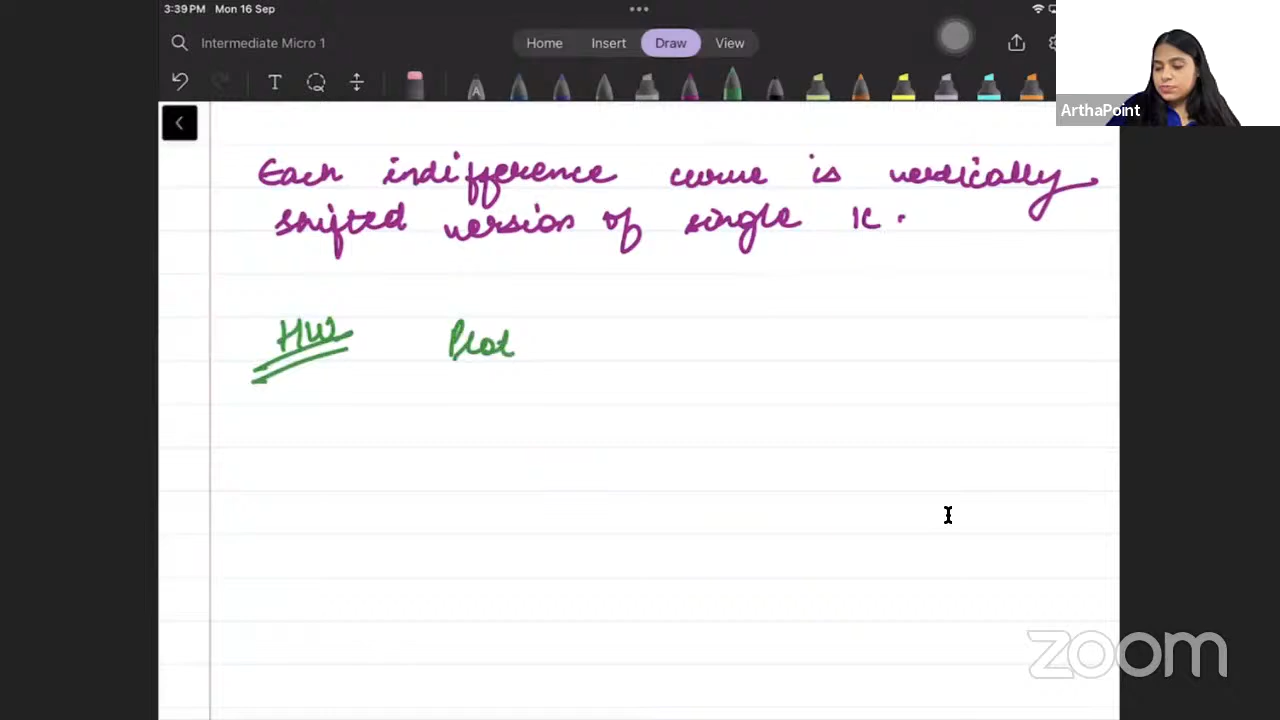 3:39 PM Mon 16 Sep
Intermediate Micro 1
Home Insert Draw View
T
A
ArthaPoint
Each indifference curve is vertically
shifted version of single IC.
HW Plot
zoom